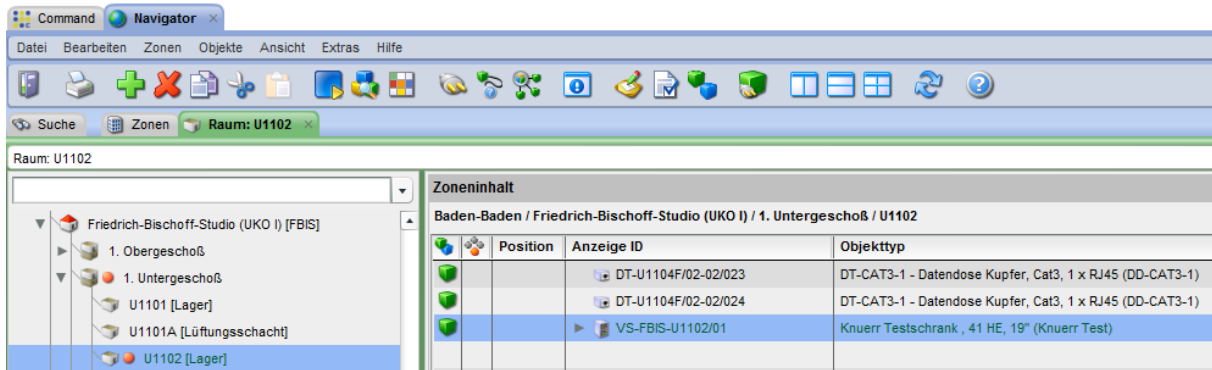 Command Navigator
Datei Bearbeiten Zonen Objekte Ansicht Extras Hilfe
Suche Zonen Raum: U1102
Raum: U1102
Friedrich-Bischoff-Studio (UKO I) [FBIS]
1. Obergeschoß
1. Untergeschoß
U1101 [Lager]
U1101A [Lüftungsschacht]
U1102 [Lager]
Zoneninhalt
Baden-Baden / Friedrich-Bischoff-Studio (UKO I) / 1. Untergeschoß / U1102
Position Anzeige ID Objekttyp
DT-U1104F/02-02/023 DT-CAT3-1 - Datendose Kupfer, Cat3, 1 x RJ45 (DD-CAT3-1)
DT-U1104F/02-02/024 DT-CAT3-1 - Datendose Kupfer, Cat3, 1 x RJ45 (DD-CAT3-1)
VS-FBIS-U1102/01 Knuerr Testschrank , 41 HE, 19" (Knuerr Test)